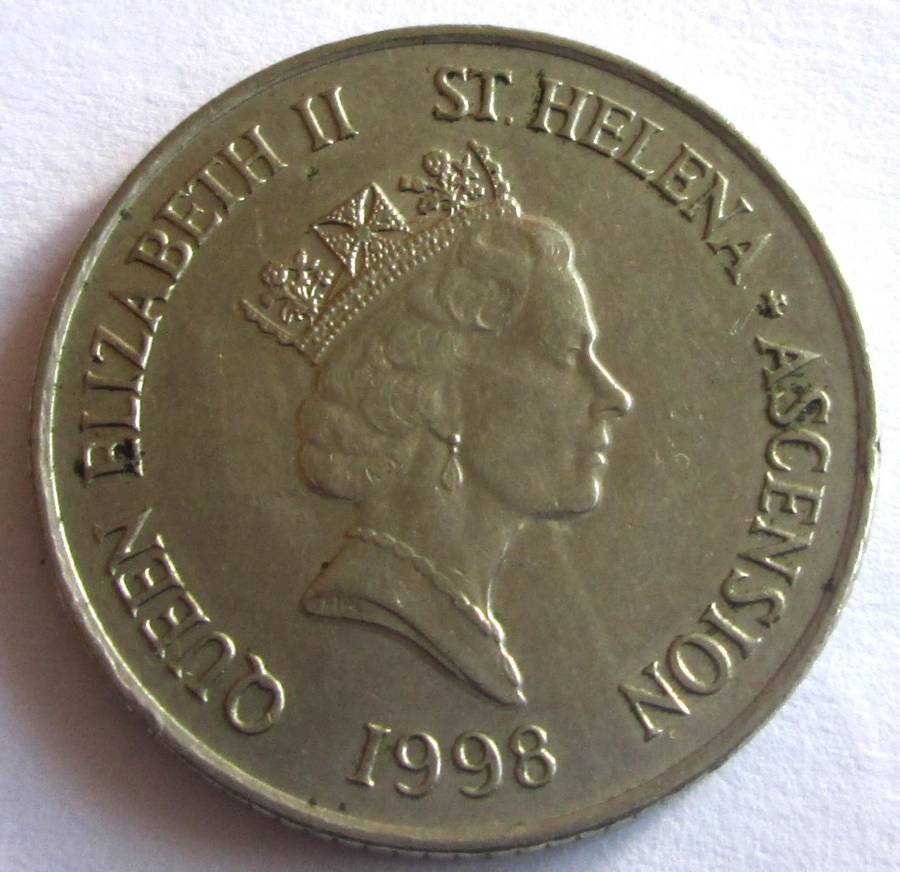 QUEEN ELIZABETH II ST. HELENA • ASCENSION
1998